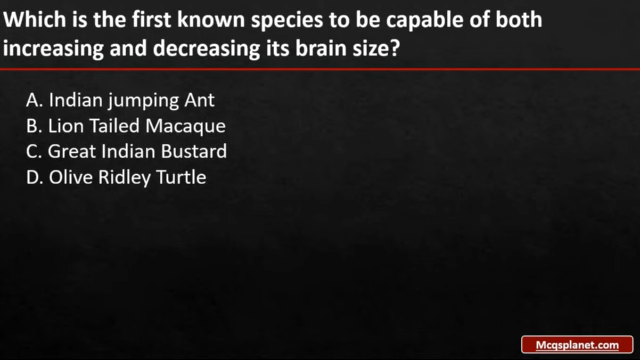 Which is the first known species to be capable of both
increasing and decreasing its brain size?
A. Indian jumping Ant
B. Lion Tailed Macaque
C. Great Indian Bustard
D. Olive Ridley Turtle
Mcqsplanet.com